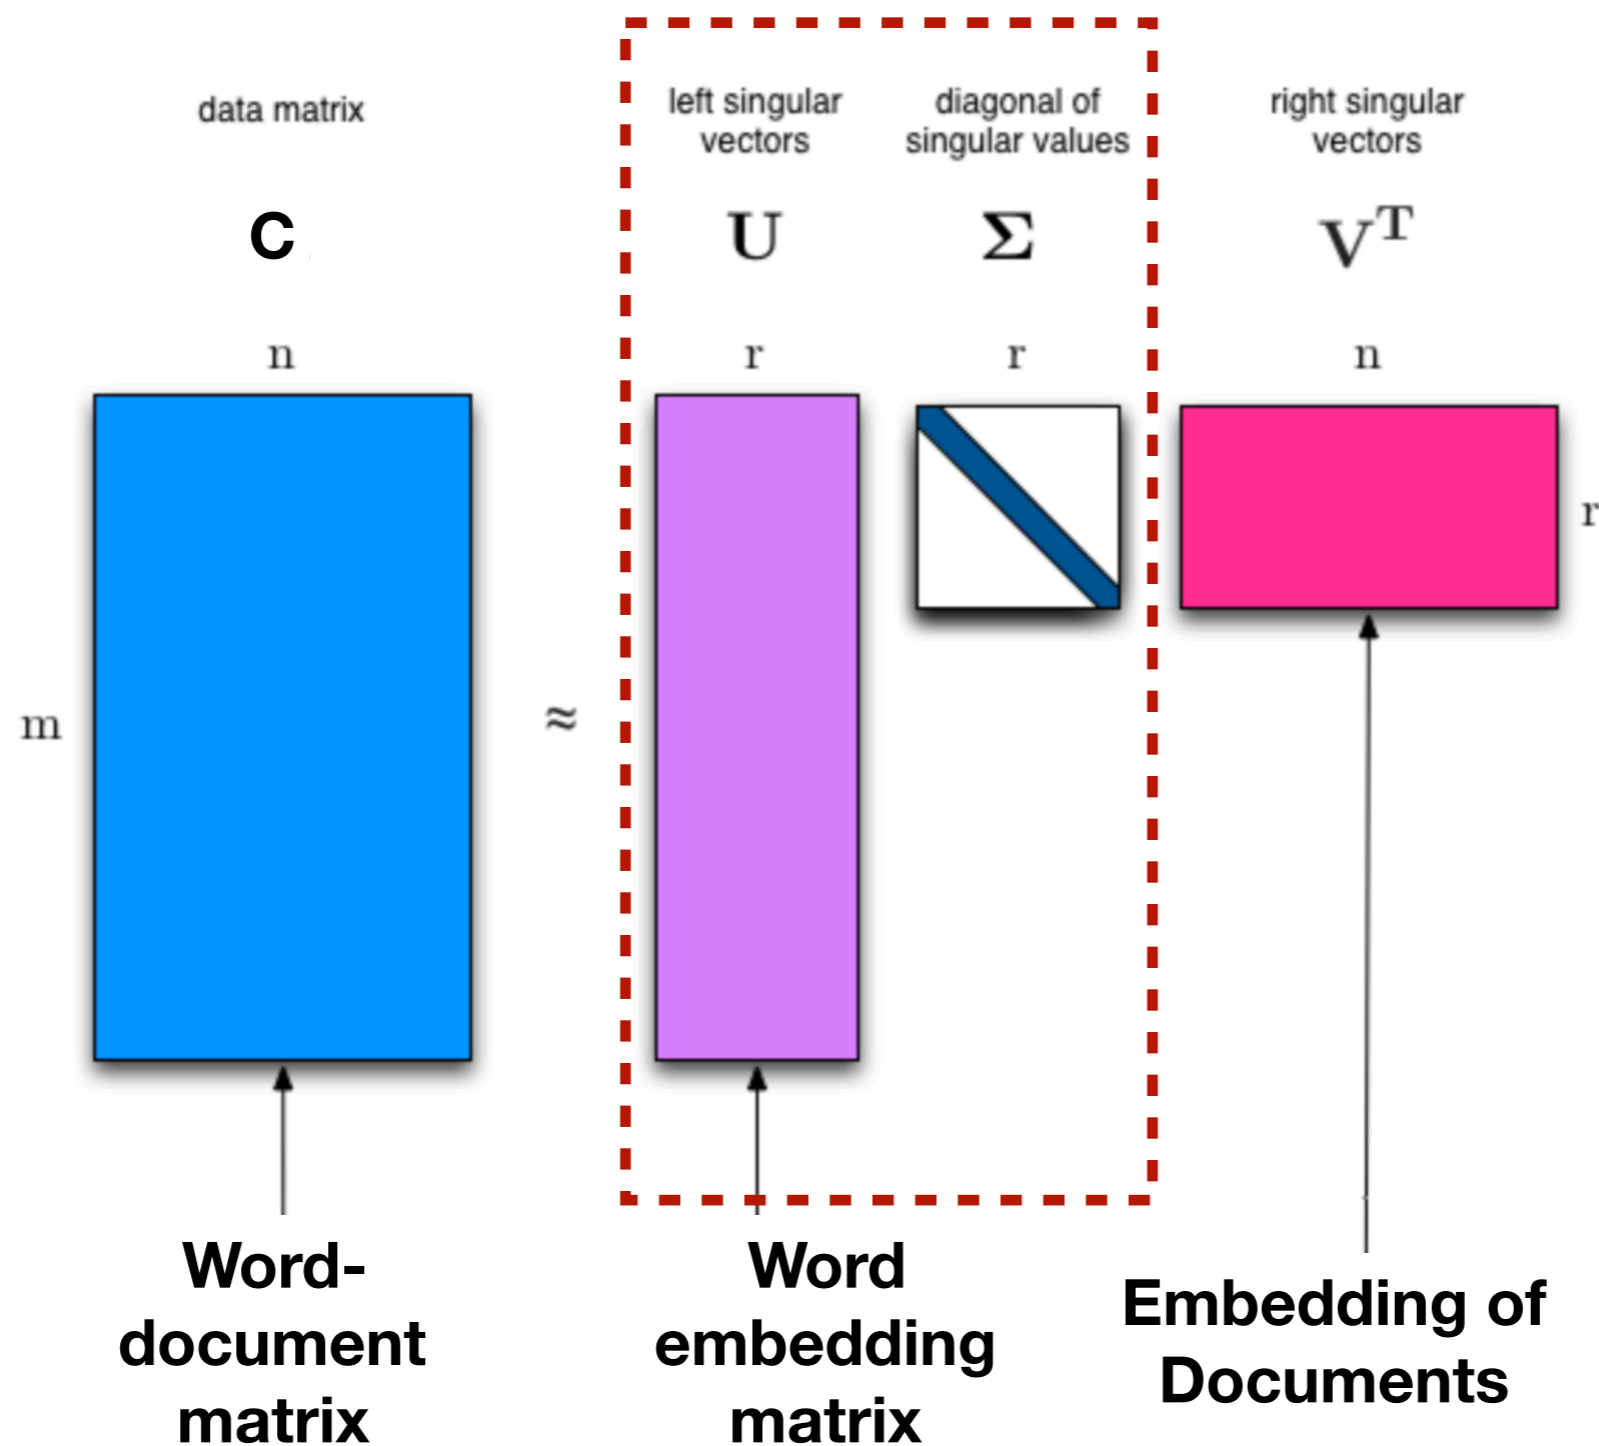 data matrix
left singular
vectors
diagonal of
singular values
right singular
vectors
C
U
Σ
Vᵀ
n
r
r
n
m
≈
r
Word-
document
matrix
Word
embedding
matrix
Embedding of
Documents